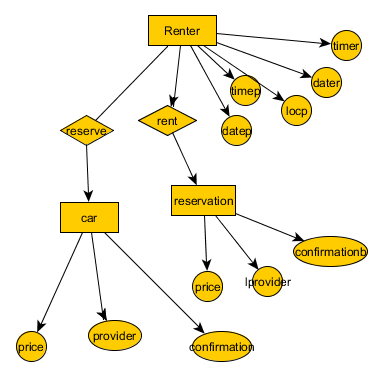 Renter
timer
dater
timep
locp
reserve
rent
datep
reservation
car
confirmationb
price
lprovider
provider
price
confirmation